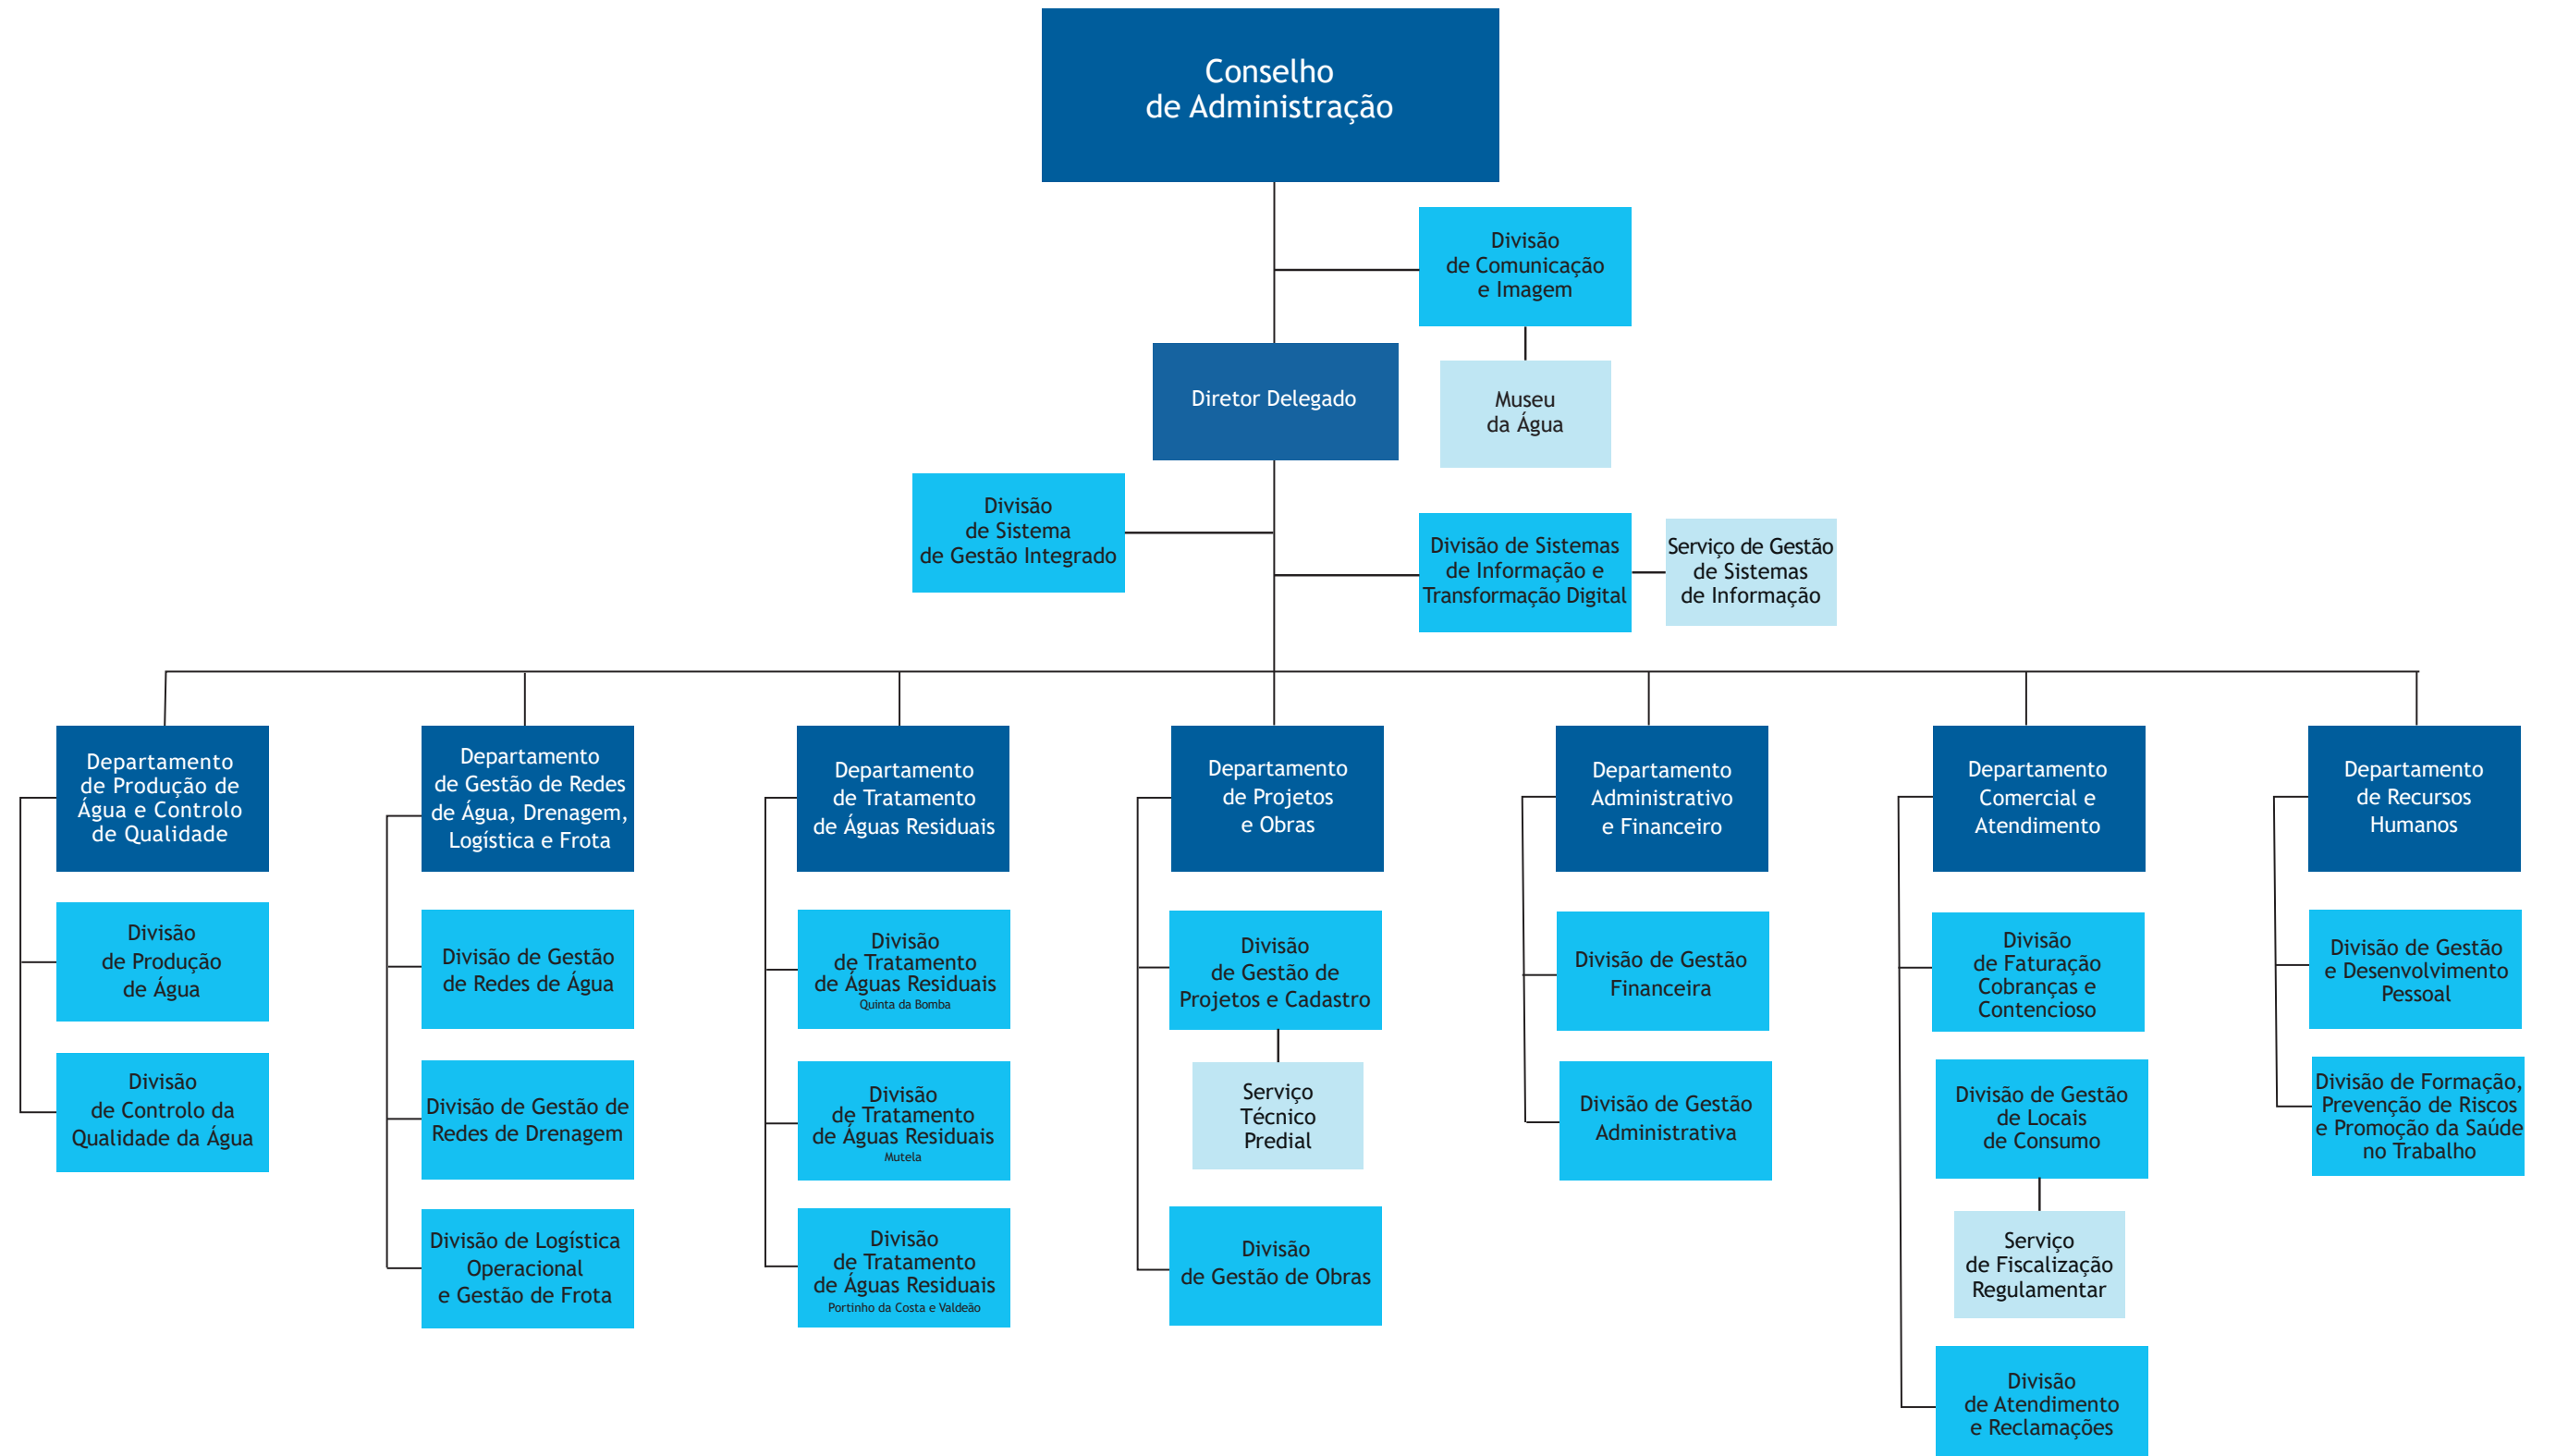 Conselho
de Administração
Divisão
de Comunicação
e Imagem
Diretor Delegado
Museu
da Água
Divisão
de Sistema
de Gestão Integrado
Divisão de Sistemas
de Informação e
Transformação Digital
Serviço de Gestão
de Sistemas
de Informação
Departamento
de Produção de
Água e Controlo
de Qualidade
Divisão
de Produção
de Água
Divisão
de Controlo da
Qualidade da Água
Departamento
de Gestão de Redes
de Água, Drenagem,
Logística e Frota
Divisão de Gestão
de Redes de Água
Divisão de Gestão de
Redes de Drenagem
Divisão de Logística
Operacional
e Gestão de Frota
Departamento
de Tratamento
de Águas Residuais
Divisão
de Tratamento
de Águas Residuais
Quinta da Bomba
Divisão
de Tratamento
de Águas Residuais
Mutela
Divisão
de Tratamento
de Águas Residuais
Portinho da Costa e Valdeão
Departamento
de Projetos
e Obras
Divisão
de Gestão de
Projetos e Cadastro
Serviço
Técnico
Predial
Divisão
de Gestão de Obras
Departamento
Administrativo
e Financeiro
Divisão de Gestão
Financeira
Divisão de Gestão
Administrativa
Departamento
Comercial e
Atendimento
Divisão
de Faturação
Cobranças e
Contencioso
Divisão de Gestão
de Locais
de Consumo
Serviço
de Fiscalização
Regulamentar
Divisão
de Atendimento
e Reclamações
Departamento
de Recursos
Humanos
Divisão de Gestão
e Desenvolvimento
Pessoal
Divisão de Formação,
Prevenção de Riscos
e Promoção da Saúde
no Trabalho